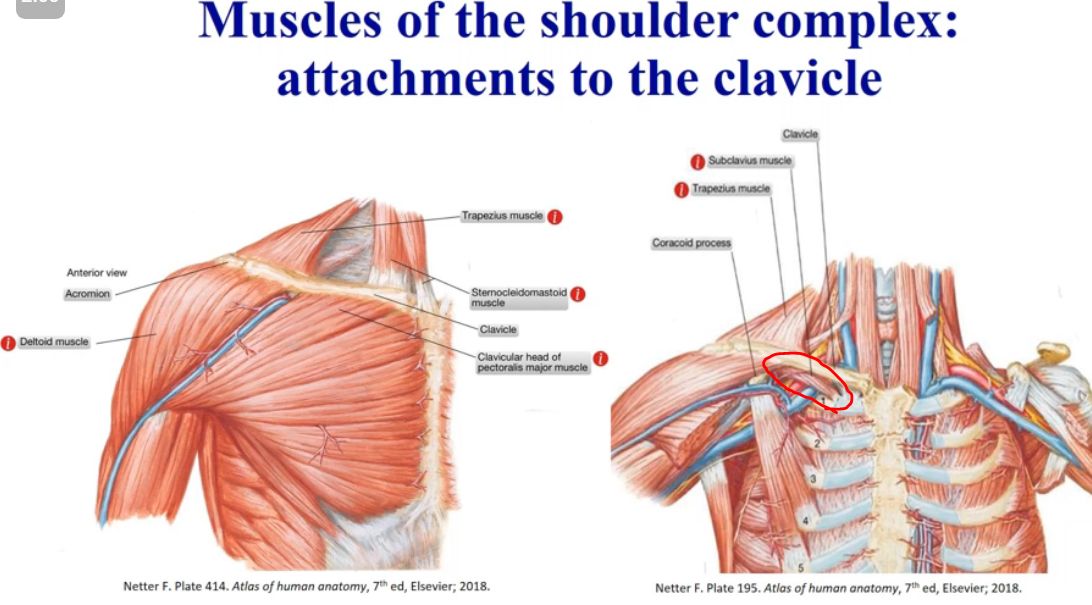 Muscles of the shoulder complex:
attachments to the clavicle
Trapezius muscle i
Anterior view
Acromion
Sternocleidomastoid
muscle i
Clavicle
i Deltoid muscle
Clavicular head of
pectoralis major muscle i
Netter F. Plate 414. Atlas of human anatomy, 7th ed, Elsevier; 2018.
Clavicle
i Subclavius muscle
i Trapezius muscle
Coracoid process
1
2
3
4
5
Netter F. Plate 195. Atlas of human anatomy, 7th ed, Elsevier; 2018.